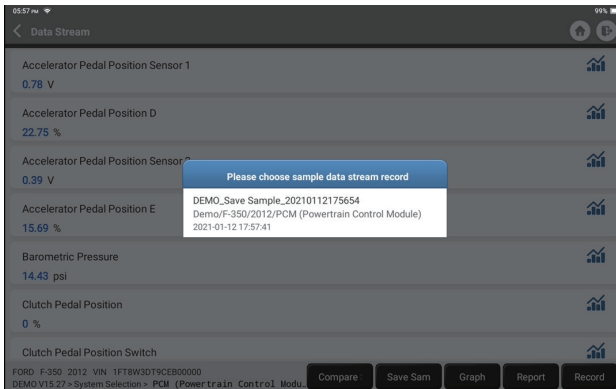 05:57 PM
99%
Data Stream
Accelerator Pedal Position Sensor 1
0.78 V
Accelerator Pedal Position D
22.75 %
Accelerator Pedal Position Sensor
0.39 V
Please choose sample data stream record
DEMO_Save Sample_20210112175654
Demo/F-350/2012/PCM (Powertrain Control Module)
2021-01-12 17:57:41
Accelerator Pedal Position E
15.69 %
Barometric Pressure
14.43 psi
Clutch Pedal Position
0 %
Clutch Pedal Position Switch
FORD F-350 2012 VIN 1FT8W3DT9CEB00000
DEMO V15.27 > System Selection > PCM (Powertrain Control Modu...
Compare
Save Sam
Graph
Report
Record